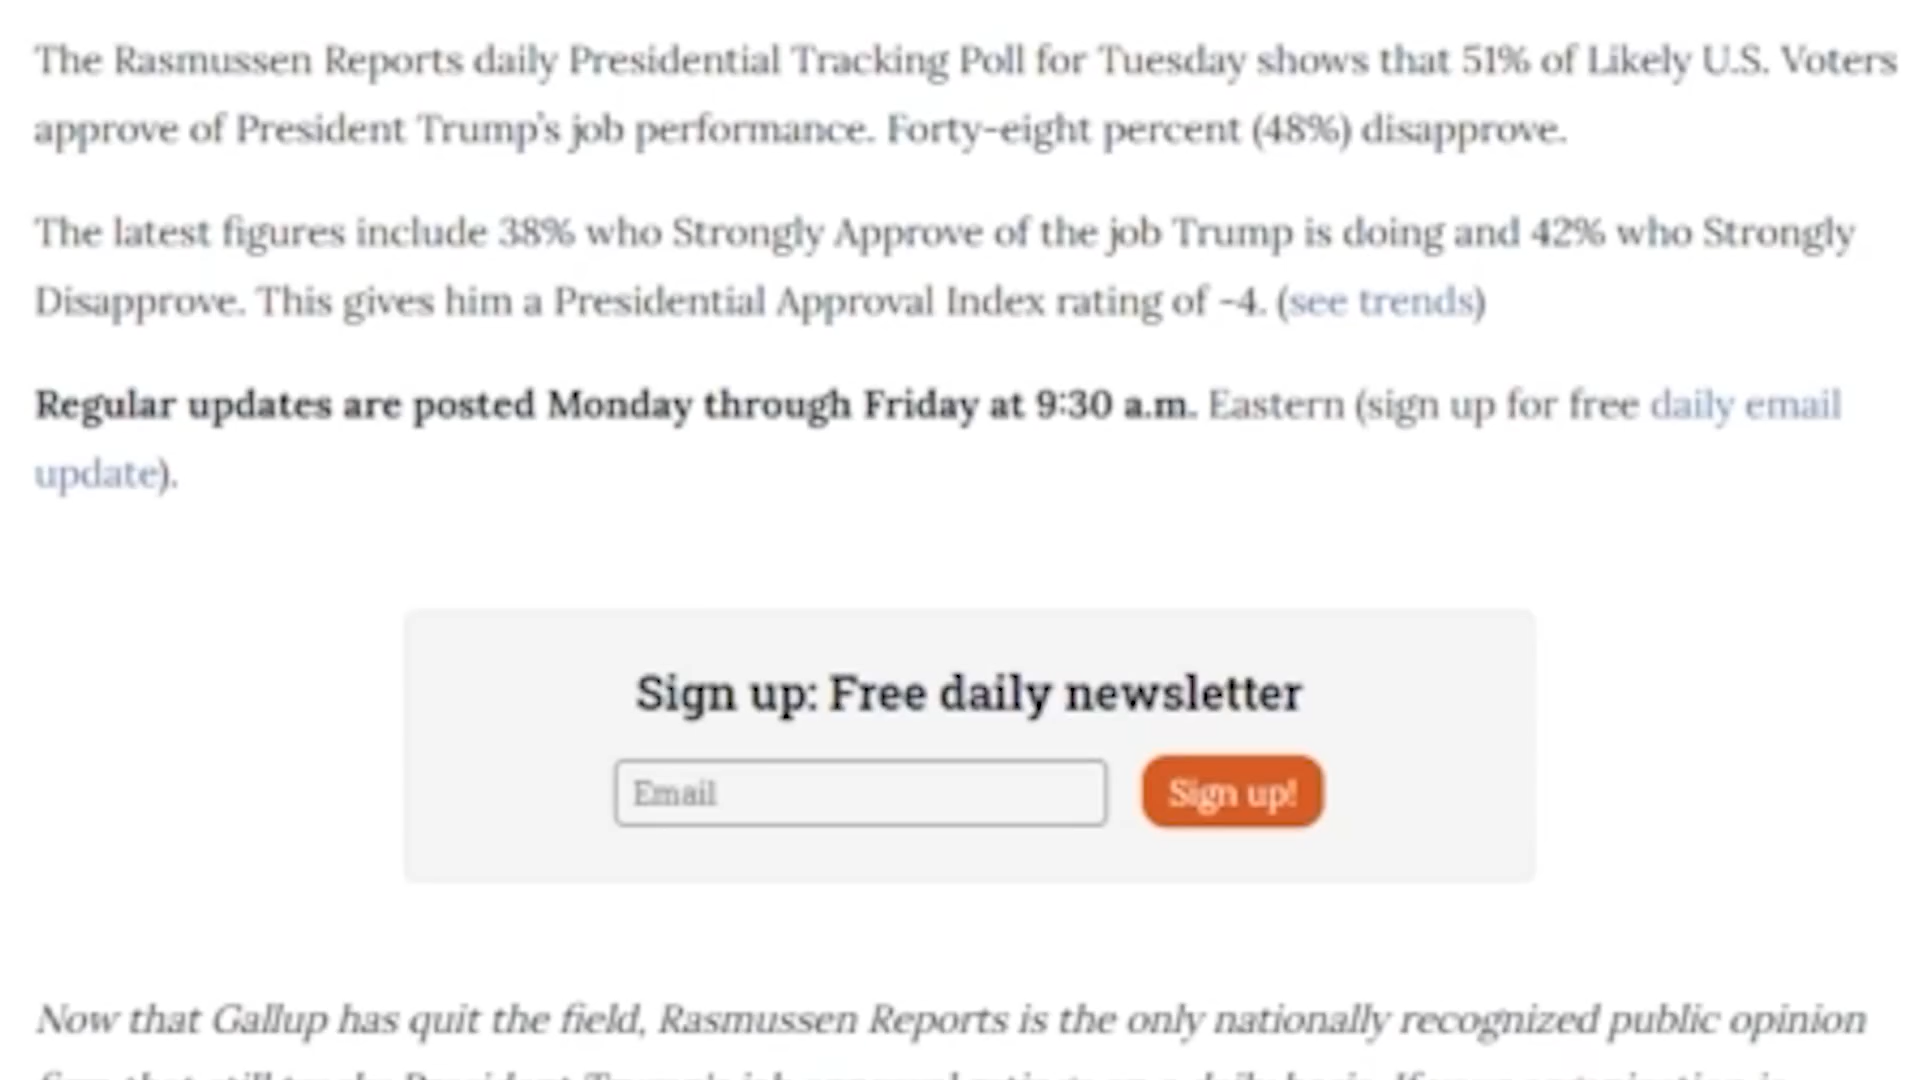 The Rasmussen Reports daily Presidential Tracking Poll for Tuesday shows that 51% of Likely U.S. Voters
approve of President Trump's job performance. Forty-eight percent (48%) disapprove.
The latest figures include 38% who Strongly Approve of the job Trump is doing and 42% who Strongly
Disapprove. This gives him a Presidential Approval Index rating of -4. (see trends)
Regular updates are posted Monday through Friday at 9:30 a.m. Eastern (sign up for free daily email
update).
Sign up: Free daily newsletter
Email
Sign up!
Now that Gallup has quit the field, Rasmussen Reports is the only nationally recognized public opinion